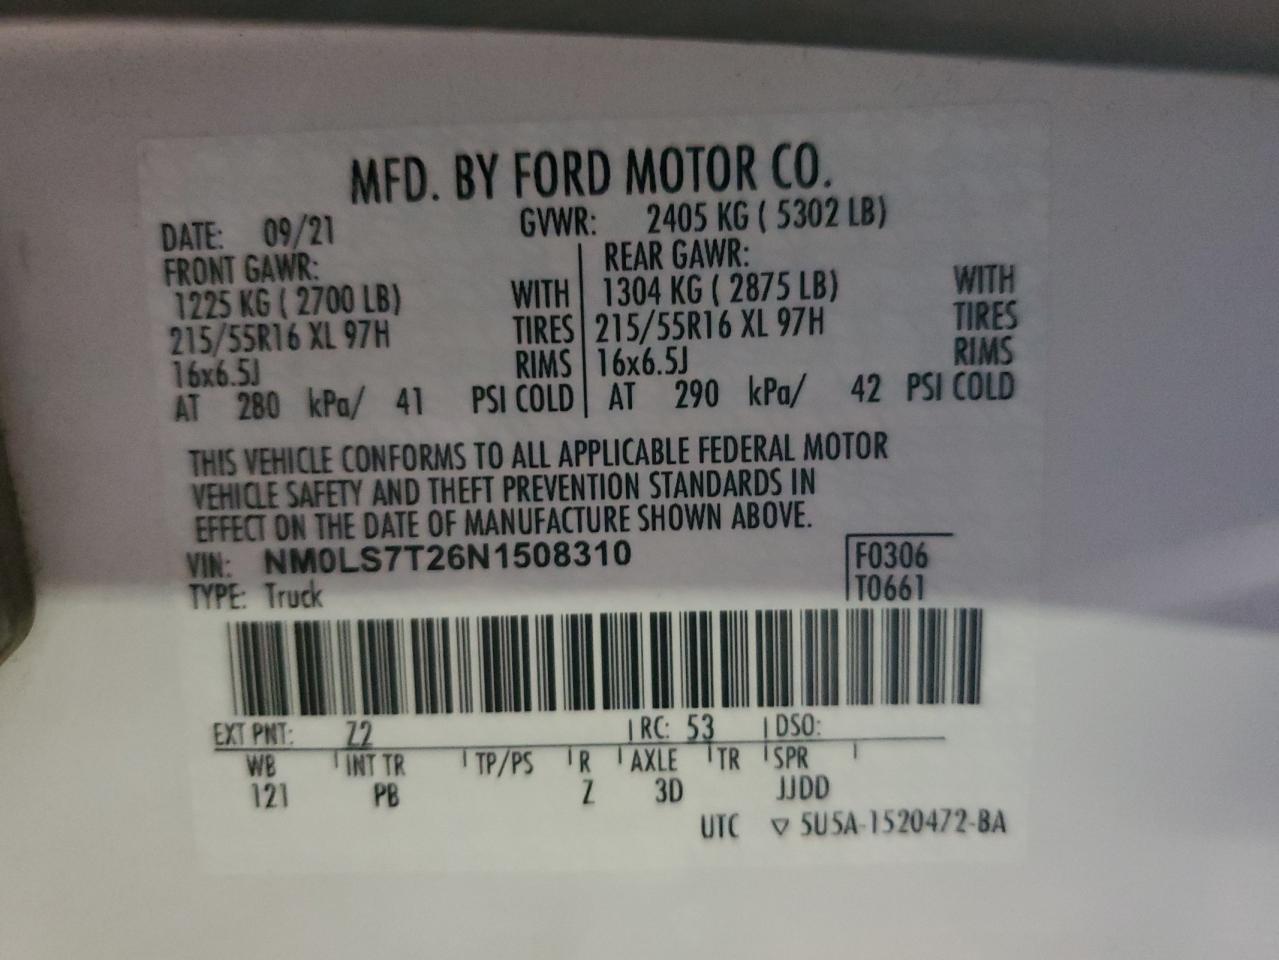 MFD. BY FORD MOTOR CO.
DATE: 09/21 GVWR: 2405 KG ( 5302 LB)
FRONT GAWR: REAR GAWR:
1225 KG ( 2700 LB) WITH 1304 KG ( 2875 LB) WITH
215/55R16 XL 97H TIRES 215/55R16 XL 97H TIRES
16x6.5J RIMS 16x6.5J RIMS
AT 280 kPa/ 41 PSI COLD AT 290 kPa/ 42 PSI COLD
THIS VEHICLE CONFORMS TO ALL APPLICABLE FEDERAL MOTOR
VEHICLE SAFETY AND THEFT PREVENTION STANDARDS IN
EFFECT ON THE DATE OF MANUFACTURE SHOWN ABOVE.
VIN: NM0LS7T26N1508310 F0306
TYPE: Truck T0661
EXT PNT: Z2 RC: 53 DSO:
WB INT TR TP/PS R AXLE TR SPR
121 PB Z 3D JJDD
UTC ▽ 5U5A-1520472-BA